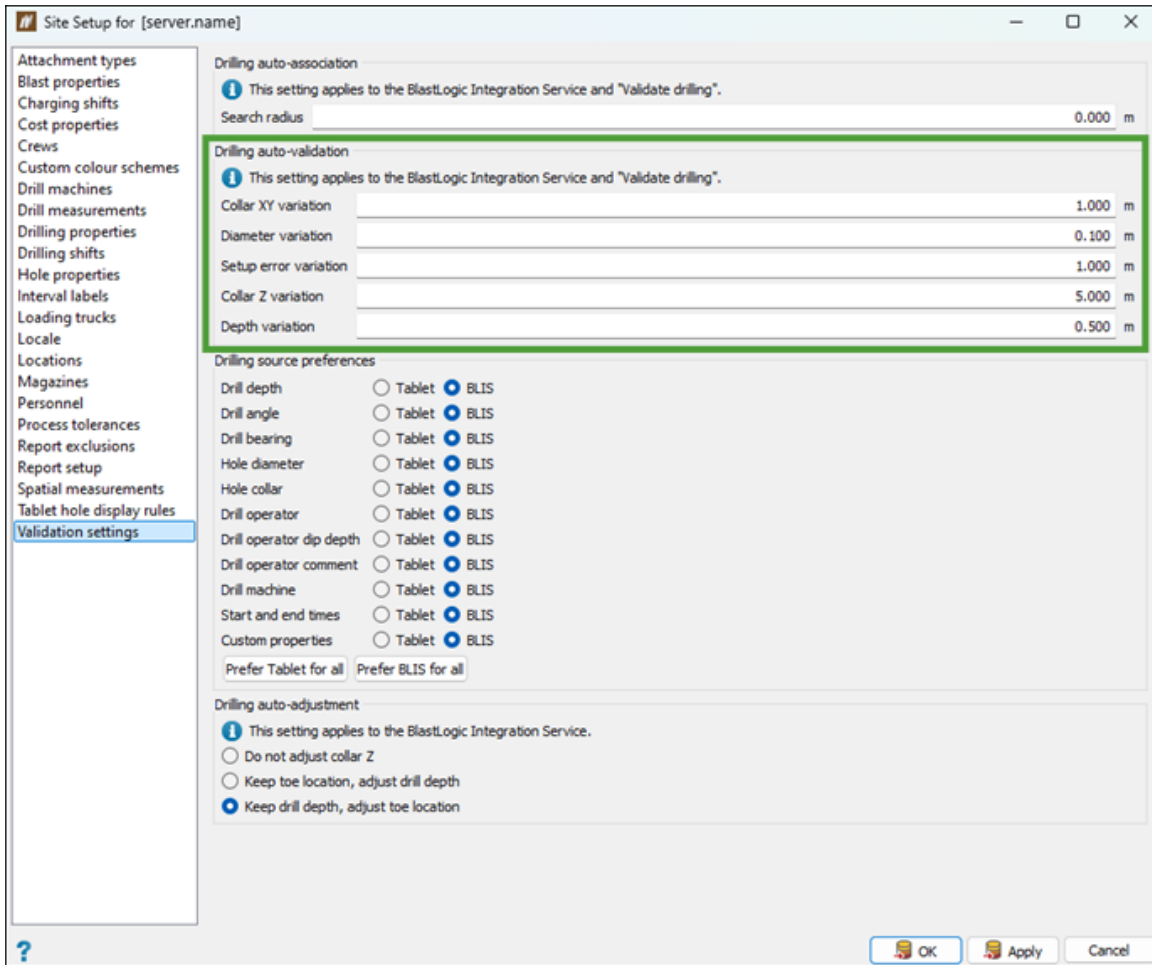 Site Setup for [server.name]
Attachment types
Blast properties
Charging shifts
Cost properties
Crews
Custom colour schemes
Drill machines
Drill measurements
Drilling properties
Drilling shifts
Hole properties
Interval labels
Loading trucks
Locale
Locations
Magazines
Personnel
Process tolerances
Report exclusions
Report setup
Spatial measurements
Tablet hole display rules
Validation settings
Drilling auto-association
This setting applies to the BlastLogic Integration Service and "Validate drilling".
Search radius 0.000 m
Drilling auto-validation
This setting applies to the BlastLogic Integration Service and "Validate drilling".
Collar XY variation 1.000 m
Diameter variation 0.100 m
Setup error variation 1.000 m
Collar Z variation 5.000 m
Depth variation 0.500 m
Drilling source preferences
Drill depth Tablet BLIS
Drill angle Tablet BLIS
Drill bearing Tablet BLIS
Hole diameter Tablet BLIS
Hole collar Tablet BLIS
Drill operator Tablet BLIS
Drill operator dip depth Tablet BLIS
Drill operator comment Tablet BLIS
Drill machine Tablet BLIS
Start and end times Tablet BLIS
Custom properties Tablet BLIS
Prefer Tablet for all Prefer BLIS for all
Drilling auto-adjustment
This setting applies to the BlastLogic Integration Service.
Do not adjust collar Z
Keep toe location, adjust drill depth
Keep drill depth, adjust toe location
? OK Apply Cancel